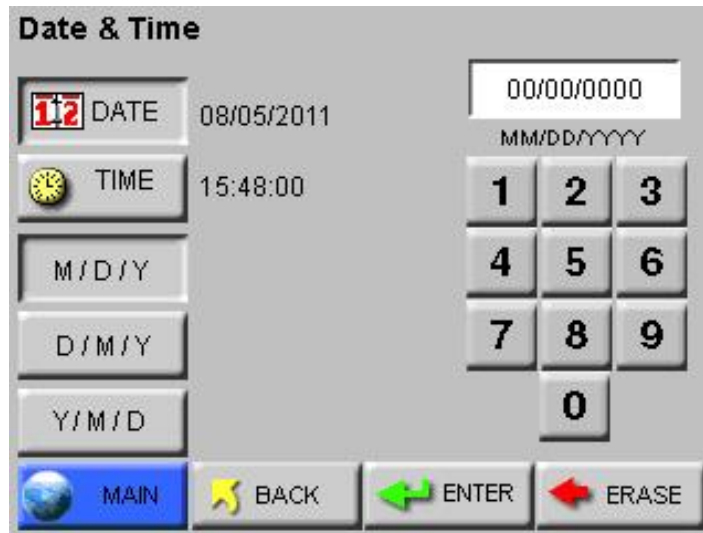 Date & Time
DATE 08/05/2011 00/00/0000
MM/DD/YYYY
TIME 15:48:00
1 2 3
M/D/Y 4 5 6
D/M/Y 7 8 9
Y/M/D 0
MAIN BACK ENTER ERASE